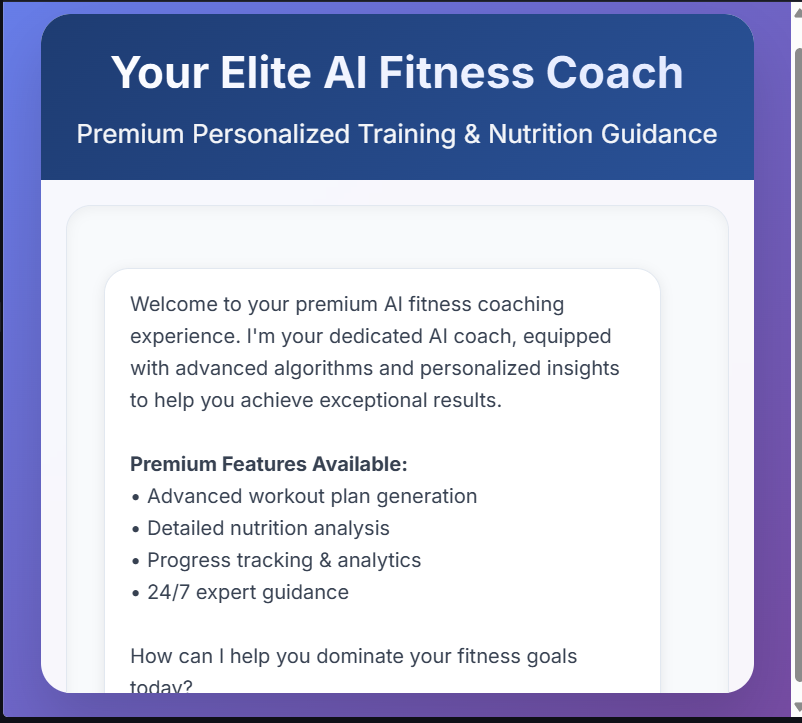 Your Elite AI Fitness Coach
Premium Personalized Training & Nutrition Guidance
Welcome to your premium AI fitness coaching
experience. I'm your dedicated AI coach, equipped
with advanced algorithms and personalized insights
to help you achieve exceptional results.
Premium Features Available:
• Advanced workout plan generation
• Detailed nutrition analysis
• Progress tracking & analytics
• 24/7 expert guidance
How can I help you dominate your fitness goals
today?